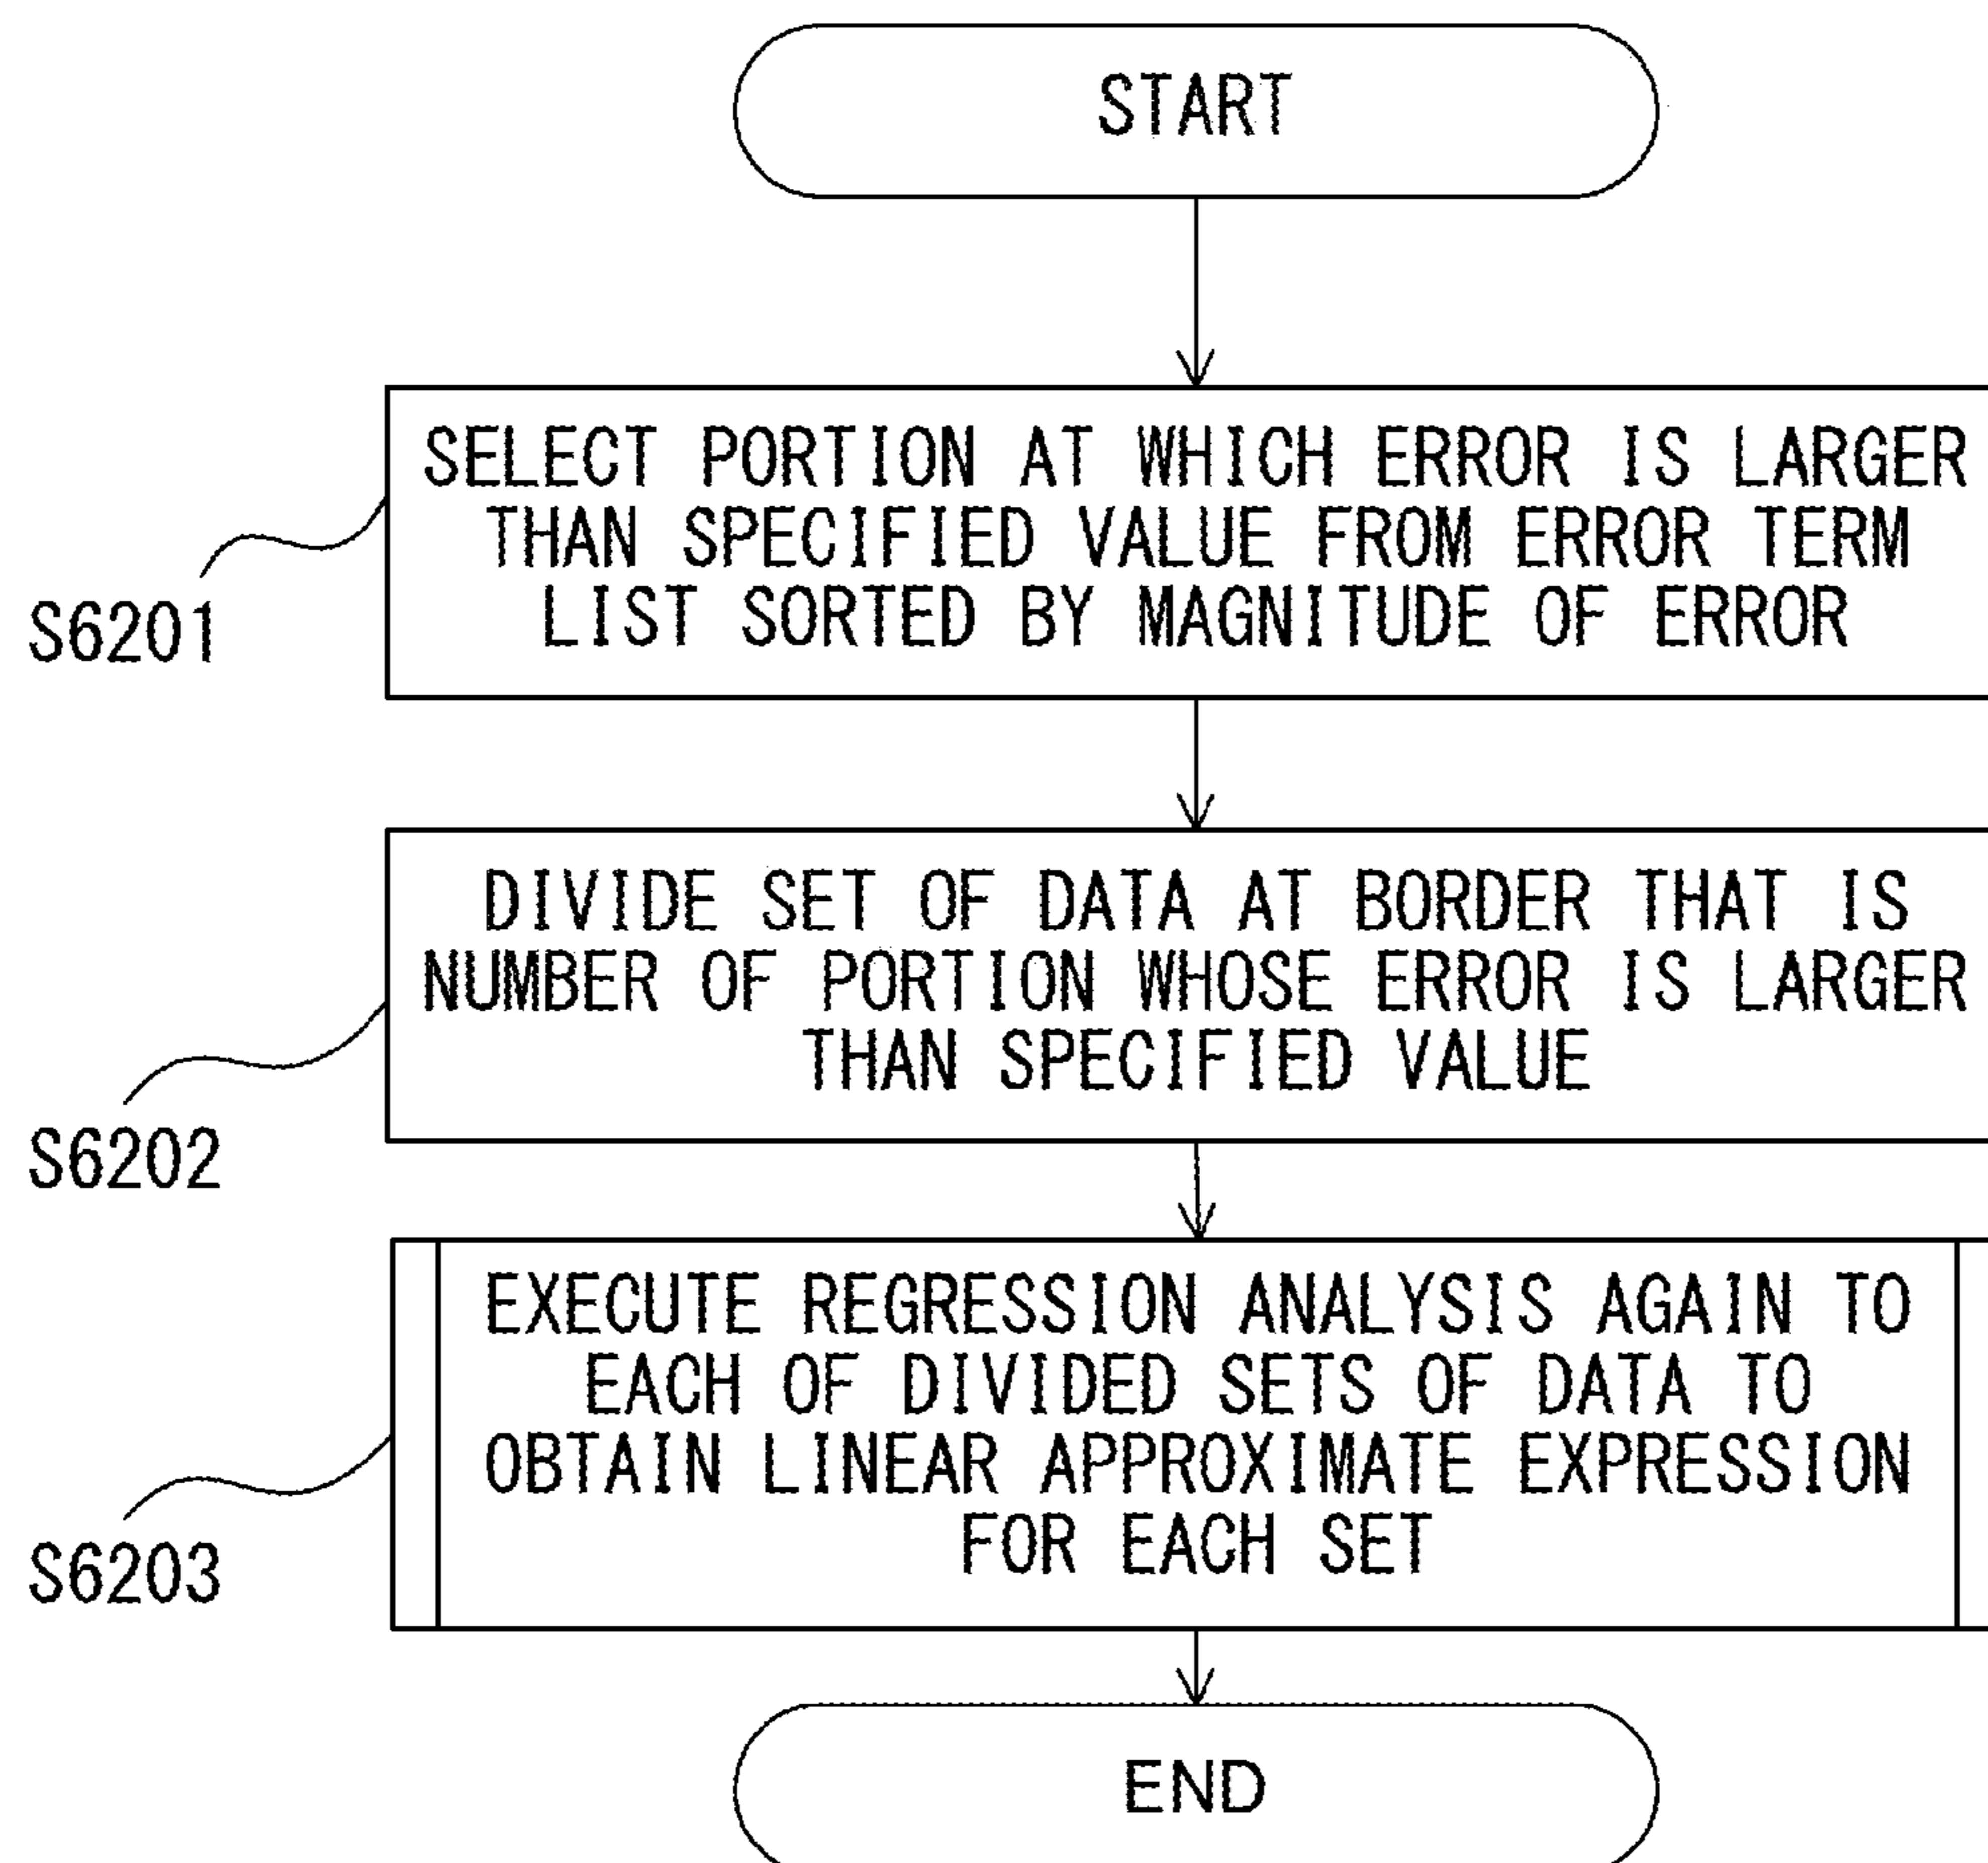 START
SELECT PORTION AT WHICH ERROR IS LARGER
THAN SPECIFIED VALUE FROM ERROR TERM
LIST SORTED BY MAGNITUDE OF ERROR
S6201
DIVIDE SET OF DATA AT BORDER THAT IS
NUMBER OF PORTION WHOSE ERROR IS LARGER
THAN SPECIFIED VALUE
S6202
EXECUTE REGRESSION ANALYSIS AGAIN TO
EACH OF DIVIDED SETS OF DATA TO
OBTAIN LINEAR APPROXIMATE EXPRESSION
FOR EACH SET
S6203
END